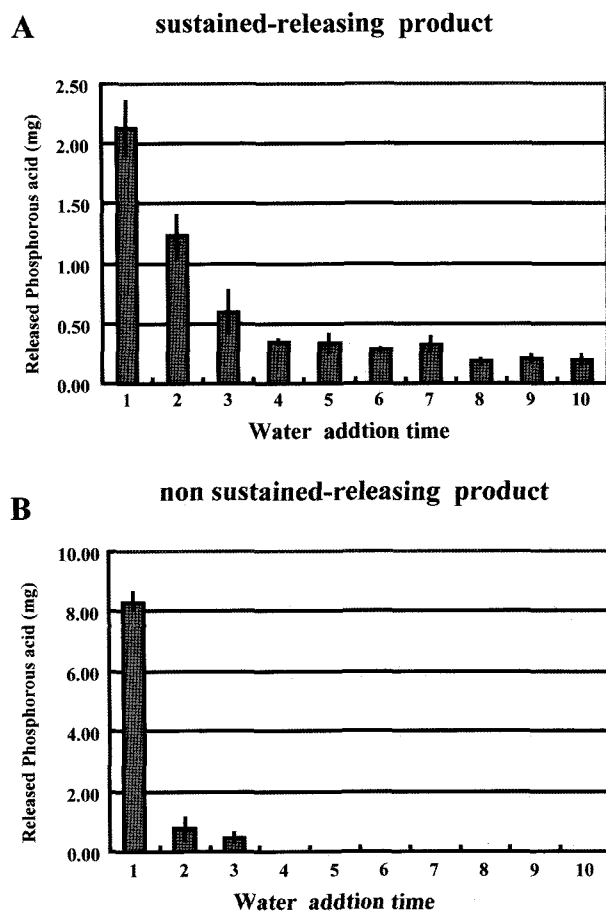 A
sustained-releasing product
Released Phosphorous acid (mg)
2.50
2.00
1.50
1.00
0.50
0.00
1 2 3 4 5 6 7 8 9 10
Water addtion time
B
non sustained-releasing product
Released Phosphorous acid (mg)
10.00
8.00
6.00
4.00
2.00
0.00
1 2 3 4 5 6 7 8 9 10
Water addtion time